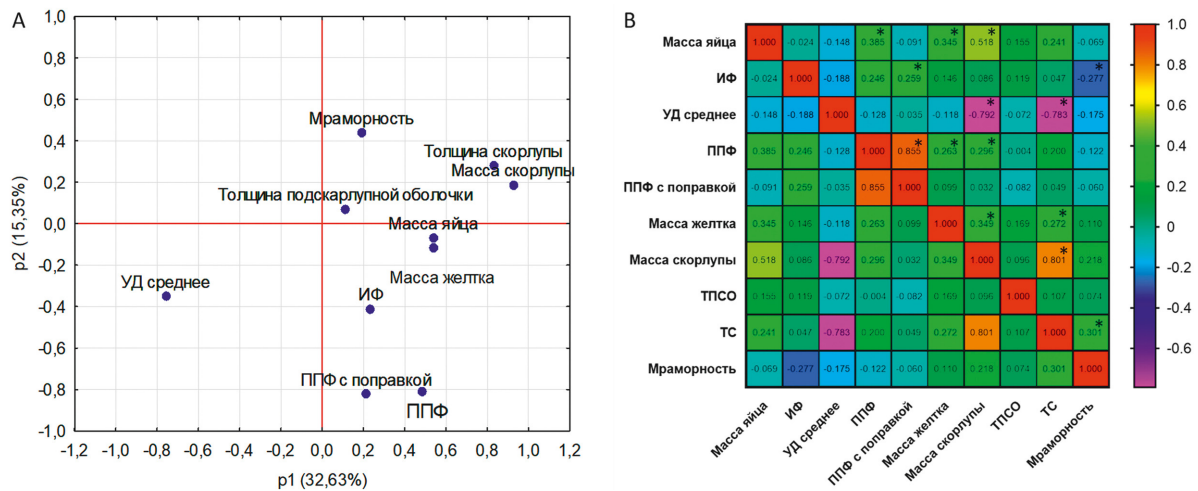 A
1,0
0,8
0,6
0,4
0,2
0,0
-0,2
-0,4
-0,6
-0,8
-1,0
p2 (15,35%)
Мраморность
Толщина скорлупы
Масса скорлупы
Толщина подскарлупной оболочки
Масса яйца
Масса желтка
УД среднее
ИФ
ППФ с поправкой
ППФ
-1,2 -1,0 -0,8 -0,6 -0,4 -0,2 0,0 0,2 0,4 0,6 0,8 1,0 1,2
p1 (32,63%)
B
Масса яйца 1.000 -0.024 -0.148 0.385* -0.091 0.345* 0.518* 0.155 0.241 -0.069
ИФ -0.024 1.000 -0.188 0.246 0.259* 0.146 0.086 0.119 0.047 -0.277*
УД среднее -0.148 -0.188 1.000 -0.128 -0.035 -0.118 -0.792* -0.072 -0.783* -0.175
ППФ 0.385 0.246 -0.128 1.000 0.855* 0.263* 0.296* -0.004 0.200 -0.122
ППФ с поправкой -0.091 0.259 -0.035 0.855 1.000 0.099 0.032 -0.082 0.049 -0.060
Масса желтка 0.345 0.146 -0.118 0.263 0.099 1.000 0.349* 0.169 0.272* 0.110
Масса скорлупы 0.518 0.086 -0.792 0.296 0.032 0.349 1.000 0.096 0.801* 0.218
ТПСО 0.155 0.119 -0.072 -0.004 -0.082 0.169 0.096 1.000 0.107 0.074
ТС 0.241 0.047 -0.783 0.200 0.049 0.272 0.801 0.107 1.000 0.301*
Мраморность -0.069 -0.277 -0.175 -0.122 -0.060 0.110 0.218 0.074 0.301 1.000
Масса яйца
ИФ
УД среднее
ППФ
ППФ с поправкой
Масса желтка
Масса скорлупы
ТПСО
ТС
Мраморность
1.0
0.8
0.6
0.4
0.2
0
-0.2
-0.4
-0.6